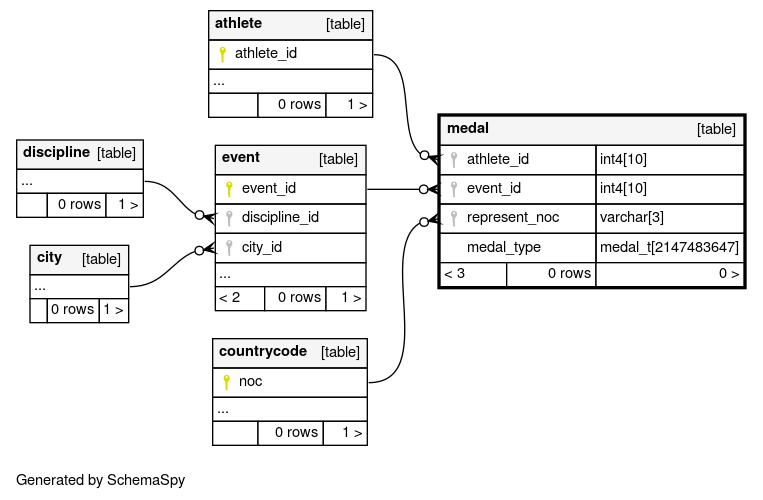 athlete [table]
athlete_id
...
0 rows 1 >
discipline [table]
...
0 rows 1 >
city [table]
...
0 rows 1 >
event [table]
event_id
discipline_id
city_id
...
< 2 0 rows 1 >
countrycode [table]
noc
...
0 rows 1 >
medal [table]
athlete_id int4[10]
event_id int4[10]
represent_noc varchar[3]
medal_type medal_t[2147483647]
< 3 0 rows 0 >
Generated by SchemaSpy